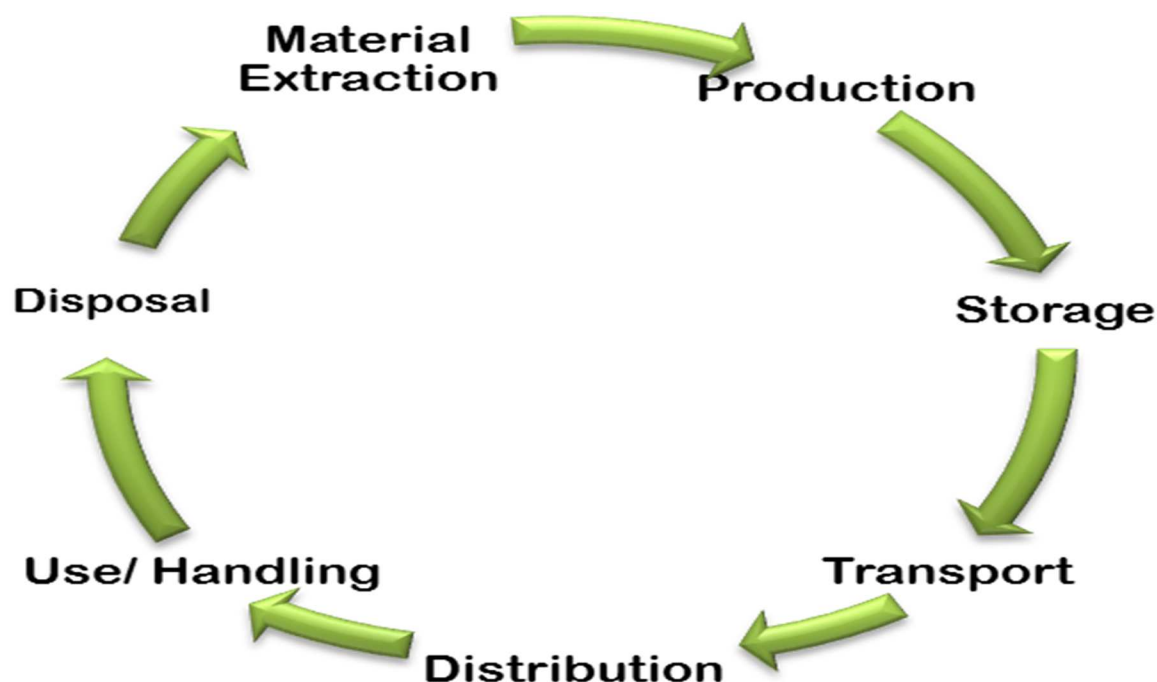 Material
Extraction
Production
Storage
Transport
Distribution
Use/ Handling
Disposal